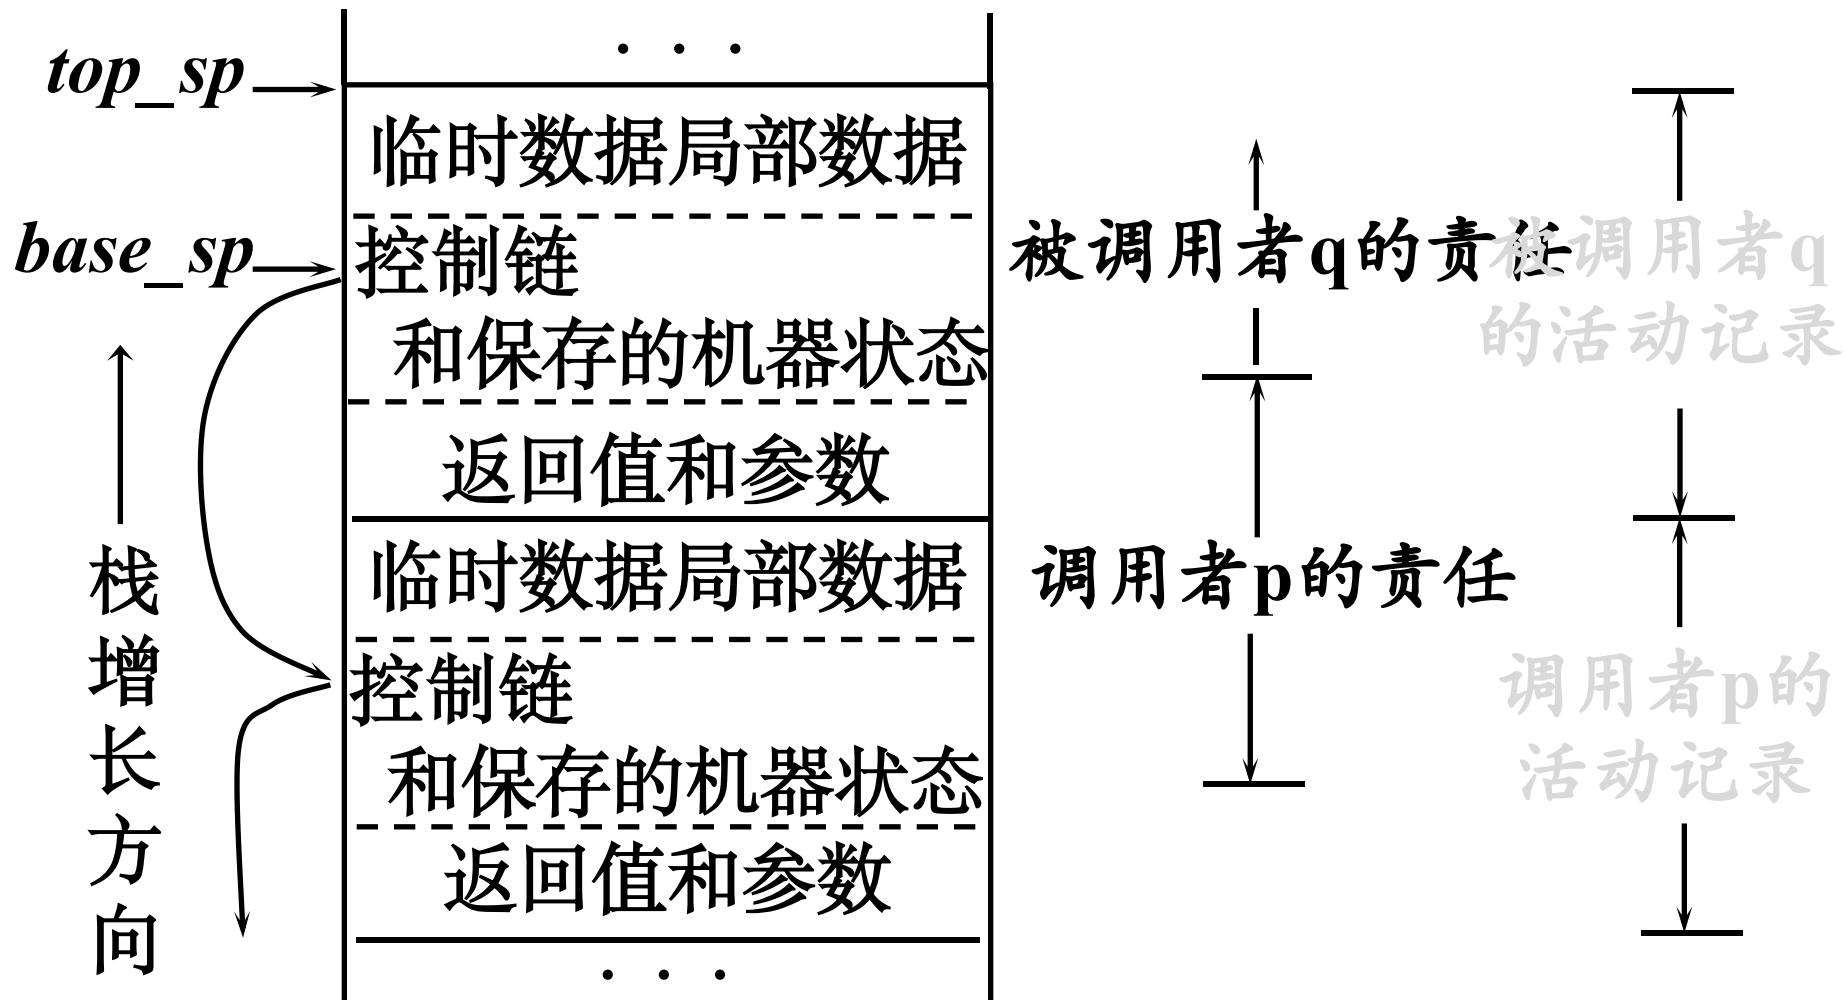 . . .
top_sp
临时数据局部数据
base_sp
控制链
和保存的机器状态
被调用者q的责任
被调用者q
的活动记录
返回值和参数
临时数据局部数据
调用者p的责任
控制链
和保存的机器状态
调用者p的
活动记录
返回值和参数
栈
增
长
方
向
. . .